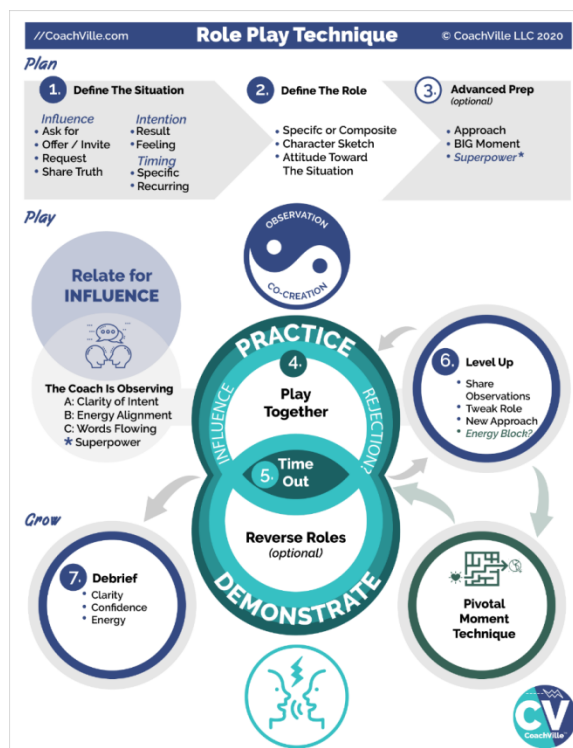 //CoachVille.com
Role Play Technique
© CoachVille LLC 2020
Plan
1. Define The Situation
Influence
• Ask for
• Offer / Invite
• Request
• Share Truth
Intention
• Result
• Feeling
Timing
• Specific
• Recurring
2. Define The Role
• Specifc or Composite
• Character Sketch
• Attitude Toward
The Situation
3. Advanced Prep
(optional)
• Approach
• BIG Moment
• Superpower*
Play
OBSERVATION
CO-CREATION
Relate for
INFLUENCE
The Coach Is Observing
A: Clarity of Intent
B: Energy Alignment
C: Words Flowing
* Superpower
PRACTICE
INFLUENCE
REJECTION?
4.
Play
Together
5. Time
Out
Reverse Roles
(optional)
DEMONSTRATE
6. Level Up
• Share
Observations
• Tweak Role
• New Approach
• Energy Block?
Grow
7. Debrief
• Clarity
• Confidence
• Energy
Pivotal
Moment
Technique
CV
CoachVille